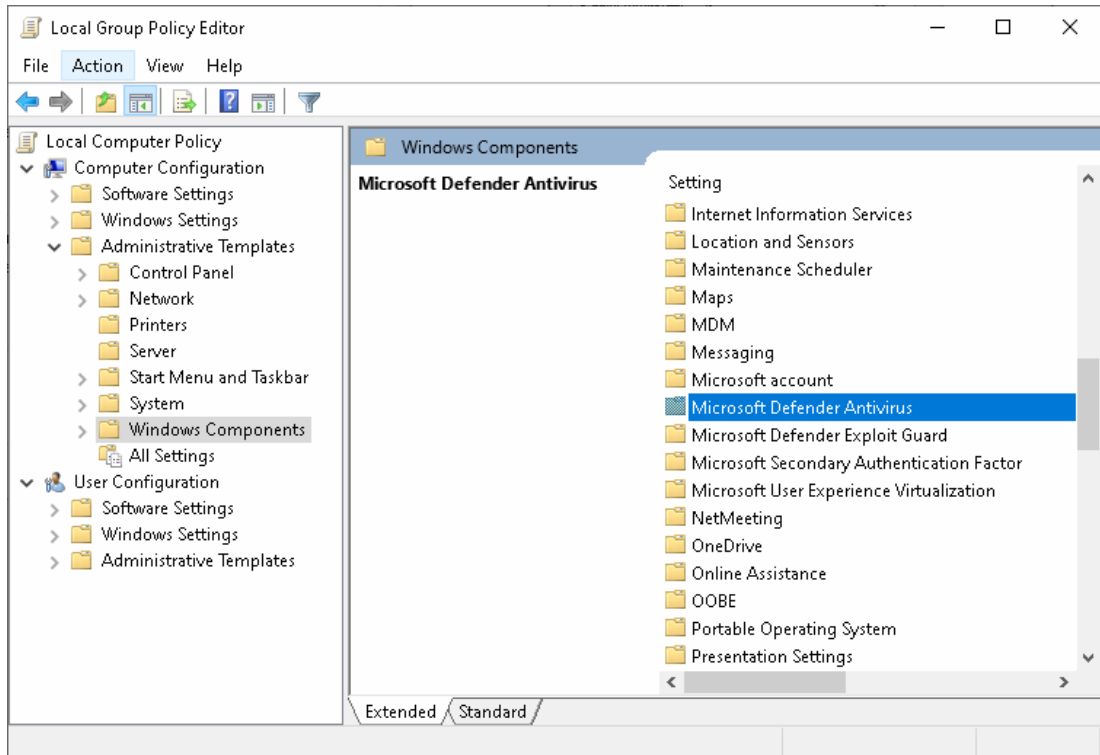 Local Group Policy Editor
File Action View Help
Local Computer Policy
Computer Configuration
Software Settings
Windows Settings
Administrative Templates
Control Panel
Network
Printers
Server
Start Menu and Taskbar
System
Windows Components
All Settings
User Configuration
Software Settings
Windows Settings
Administrative Templates
Windows Components
Microsoft Defender Antivirus
Setting
Internet Information Services
Location and Sensors
Maintenance Scheduler
Maps
MDM
Messaging
Microsoft account
Microsoft Defender Antivirus
Microsoft Defender Exploit Guard
Microsoft Secondary Authentication Factor
Microsoft User Experience Virtualization
NetMeeting
OneDrive
Online Assistance
OOBE
Portable Operating System
Presentation Settings
Extended Standard